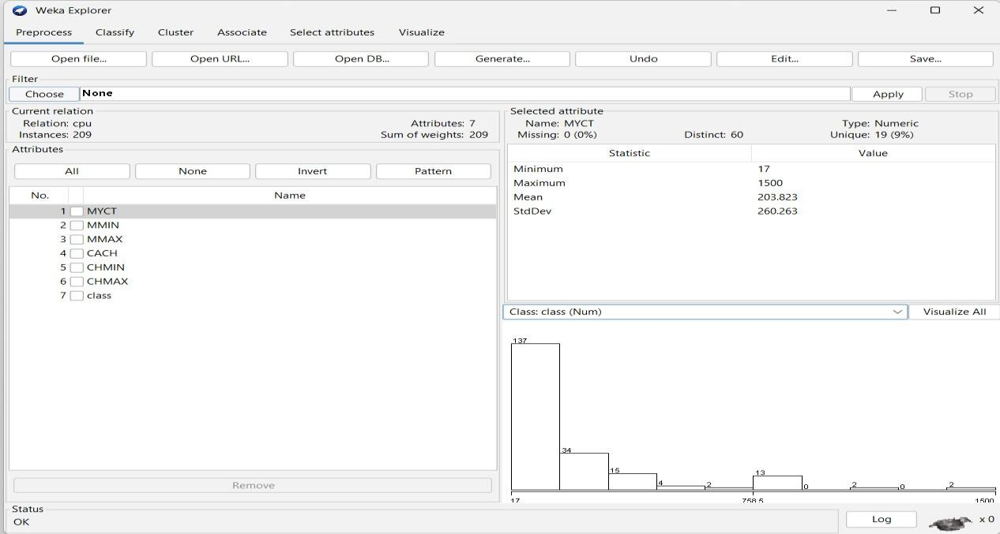 Weka Explorer
Preprocess Classify Cluster Associate Select attributes Visualize
Open file... Open URL... Open DB... Generate... Undo Edit... Save...
Filter
Choose None Apply Stop
Current relation
Relation: cpu Attributes: 7
Instances: 209 Sum of weights: 209
Attributes
All None Invert Pattern
No. Name
1 MYCT
2 MMIN
3 MMAX
4 CACH
5 CHMIN
6 CHMAX
7 class
Remove
Selected attribute
Name: MYCT Type: Numeric
Missing: 0 (0%) Distinct: 60 Unique: 19 (9%)
Statistic Value
Minimum 17
Maximum 1500
Mean 203.823
StdDev 260.263
Class: class (Num) Visualize All
137
34
15
4
2
13
0
2
0
2
17 758.5 1500
Status
OK
Log x 0